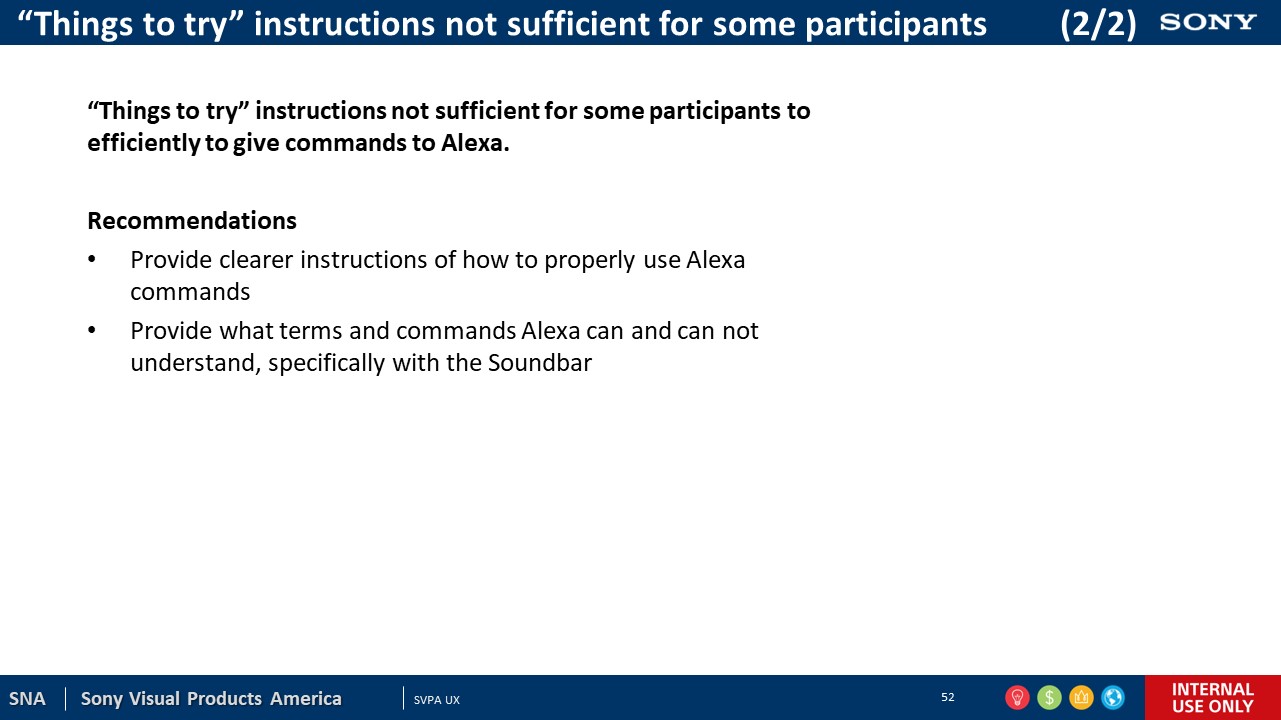 “Things to try” instructions not sufficient for some participants (2/2) SONY
“Things to try” instructions not sufficient for some participants to
efficiently to give commands to Alexa.
Recommendations
• Provide clearer instructions of how to properly use Alexa
commands
• Provide what terms and commands Alexa can and can not
understand, specifically with the Soundbar
SNA | Sony Visual Products America | SVPA UX 52 $ INTERNAL
USE ONLY